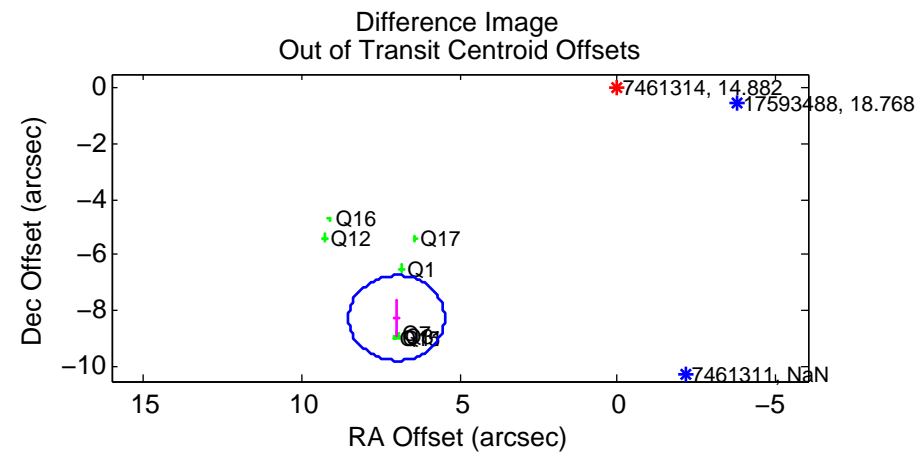 Difference Image
Out of Transit Centroid Offsets
Dec Offset (arcsec)
0
−2
−4
−6
−8
−10
7461314, 14.882
17593488, 18.768
Q16
Q12
Q17
Q1
Q7
7461311, NaN
15
10
5
0
−5
RA Offset (arcsec)